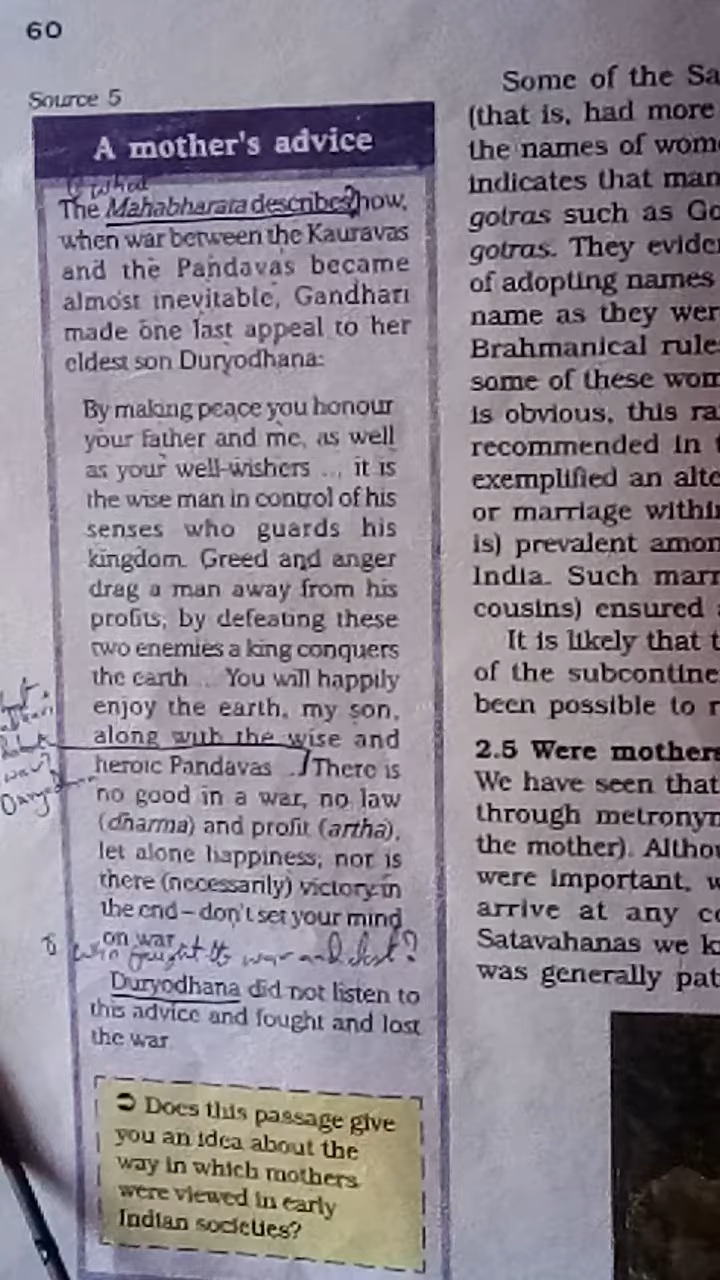 60
Source 5
A mother's advice
what
The Mahabharata describes how,
when war between the Kauravas
and the Pandavas became
almost inevitable, Gandhari
made one last appeal to her
eldest son Duryodhana:
By making peace you honour
your father and me, as well
as your well-wishers ... it is
the wise man in control of his
senses who guards his
kingdom. Greed and anger
drag a man away from his
profits; by defeating these
two enemies a king conquers
the earth ... You will happily
enjoy the earth, my son,
along with the wise and
heroic Pandavas ... There is
no good in a war, no law
(dharma) and profit (artha),
let alone happiness; nor is
there (necessarily) victory in
the end – don't set your mind
on war ...
who fought the war and lost?
Duryodhana did not listen to
this advice and fought and lost
the war.
Does this passage give
you an idea about the
way in which mothers
were viewed in early
Indian societies?
Some of the Sa
(that is, had more
the names of wom
indicates that man
gotras such as Go
gotras. They evide
of adopting names
name as they wer
Brahmanical rule
some of these wom
is obvious, this ra
recommended in t
exemplified an alte
or marriage within
is) prevalent amon
India. Such marr
cousins) ensured a
It is likely that t
of the subcontine
been possible to r
2.5 Were mothers
We have seen that
through metronym
the mother). Althou
were important, w
arrive at any co
Satavahanas we k
was generally pat